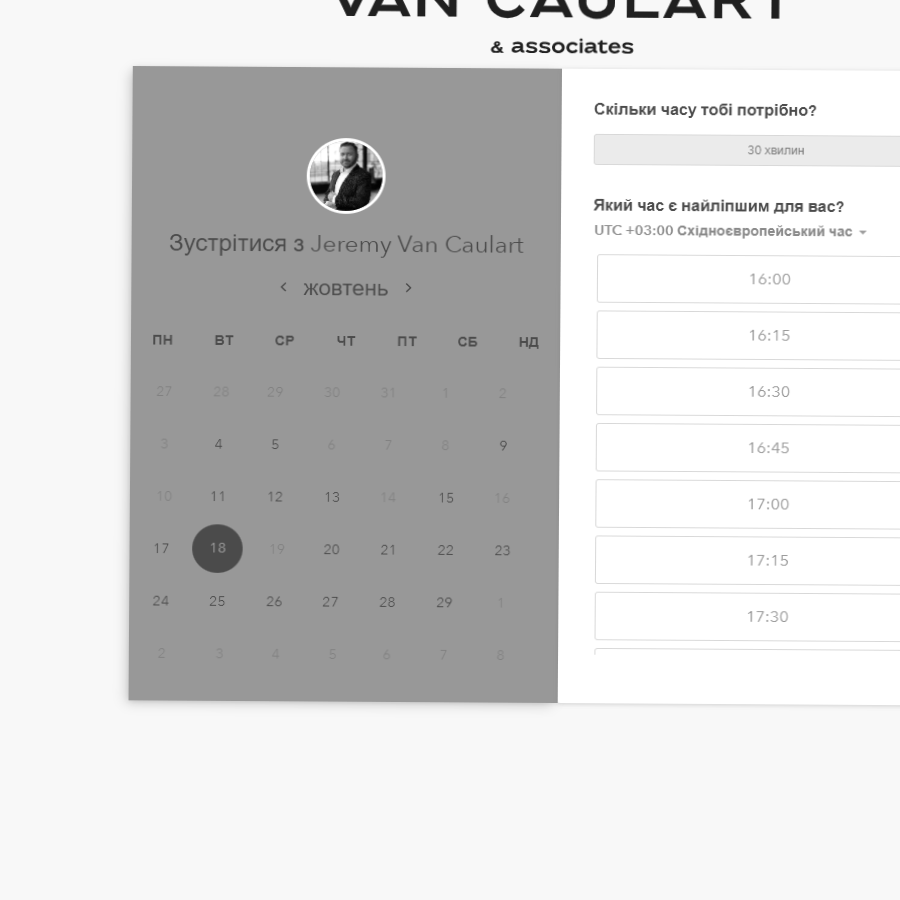 VAN CAULART
& associates
Зустрітися з Jeremy Van Caulart
жовтень
ПН ВТ СР ЧТ ПТ СБ НД
27 28 29 30 31 1 2
3 4 5 6 7 8 9
10 11 12 13 14 15 16
17 18 19 20 21 22 23
24 25 26 27 28 29 1
2 3 4 5 6 7 8
Скільки часу тобі потрібно?
30 хвилин
Який час є найліпшим для вас?
UTC +03:00 Східноєвропейський час
16:00
16:15
16:30
16:45
17:00
17:15
17:30